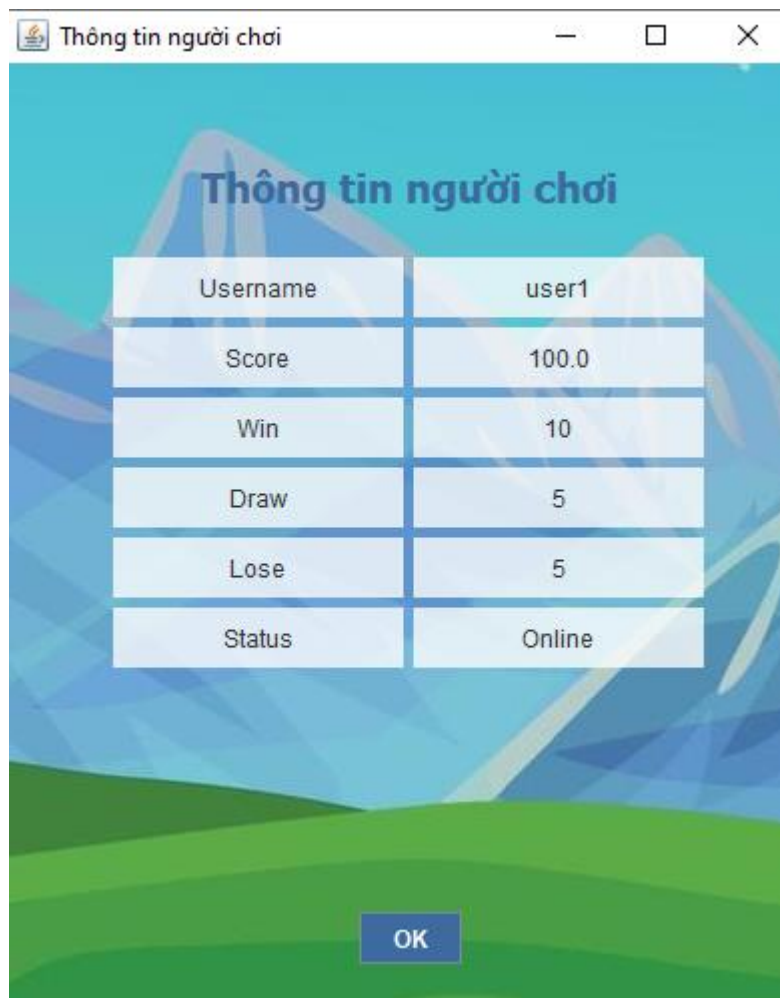 Thông tin người chơi
Thông tin người chơi
Username user1
Score 100.0
Win 10
Draw 5
Lose 5
Status Online
OK